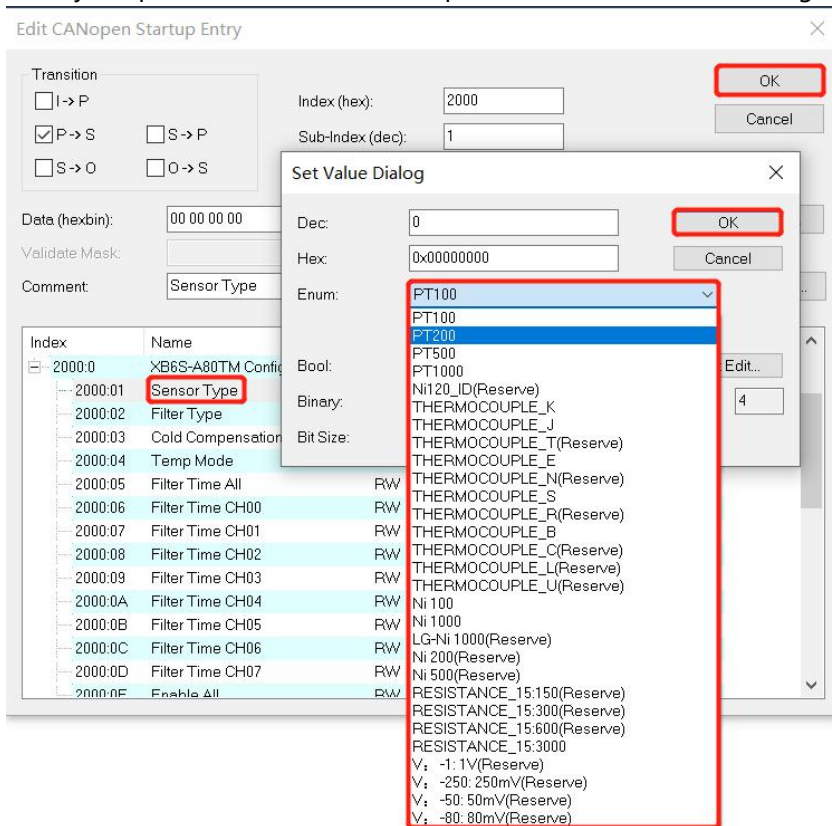 Edit CANopen Startup Entry
Transition
I -> P
P -> S
S -> P
S -> O
O -> S
Index (hex):
2000
Sub-Index (dec):
1
OK
Cancel
Data (hexbin):
00 00 00 00
Validate Mask:
Comment:
Sensor Type
Set Value Dialog
Dec:
0
OK
Hex:
0x00000000
Cancel
Enum:
PT100
Bool:
Edit...
Binary:
4
Bit Size:
PT100
PT200
PT500
PT1000
Ni120_ID(Reserve)
THERMOCOUPLE_K
THERMOCOUPLE_J
THERMOCOUPLE_T(Reserve)
THERMOCOUPLE_E
THERMOCOUPLE_N(Reserve)
THERMOCOUPLE_S
THERMOCOUPLE_R(Reserve)
THERMOCOUPLE_B
THERMOCOUPLE_C(Reserve)
THERMOCOUPLE_L(Reserve)
THERMOCOUPLE_U(Reserve)
Ni 100
Ni 1000
LG-Ni 1000(Reserve)
Ni 200(Reserve)
Ni 500(Reserve)
RESISTANCE_15:150(Reserve)
RESISTANCE_15:300(Reserve)
RESISTANCE_15:600(Reserve)
RESISTANCE_15:3000
V；-1: 1V(Reserve)
V；-250: 250mV(Reserve)
V；-50: 50mV(Reserve)
V；-80: 80mV(Reserve)
Index Name
2000:0 XB6S-A80TM
2000:01 Sensor Type
2000:02 Filter Type
2000:03 Cold Compensation
2000:04 Temp Mode
2000:05 Filter Time All RW
2000:06 Filter Time CH00 RW
2000:07 Filter Time CH01 RW
2000:08 Filter Time CH02 RW
2000:09 Filter Time CH03 RW
2000:0A Filter Time CH04 RW
2000:0B Filter Time CH05 RW
2000:0C Filter Time CH06 RW
2000:0D Filter Time CH07 RW
2000:0E Enable All RW